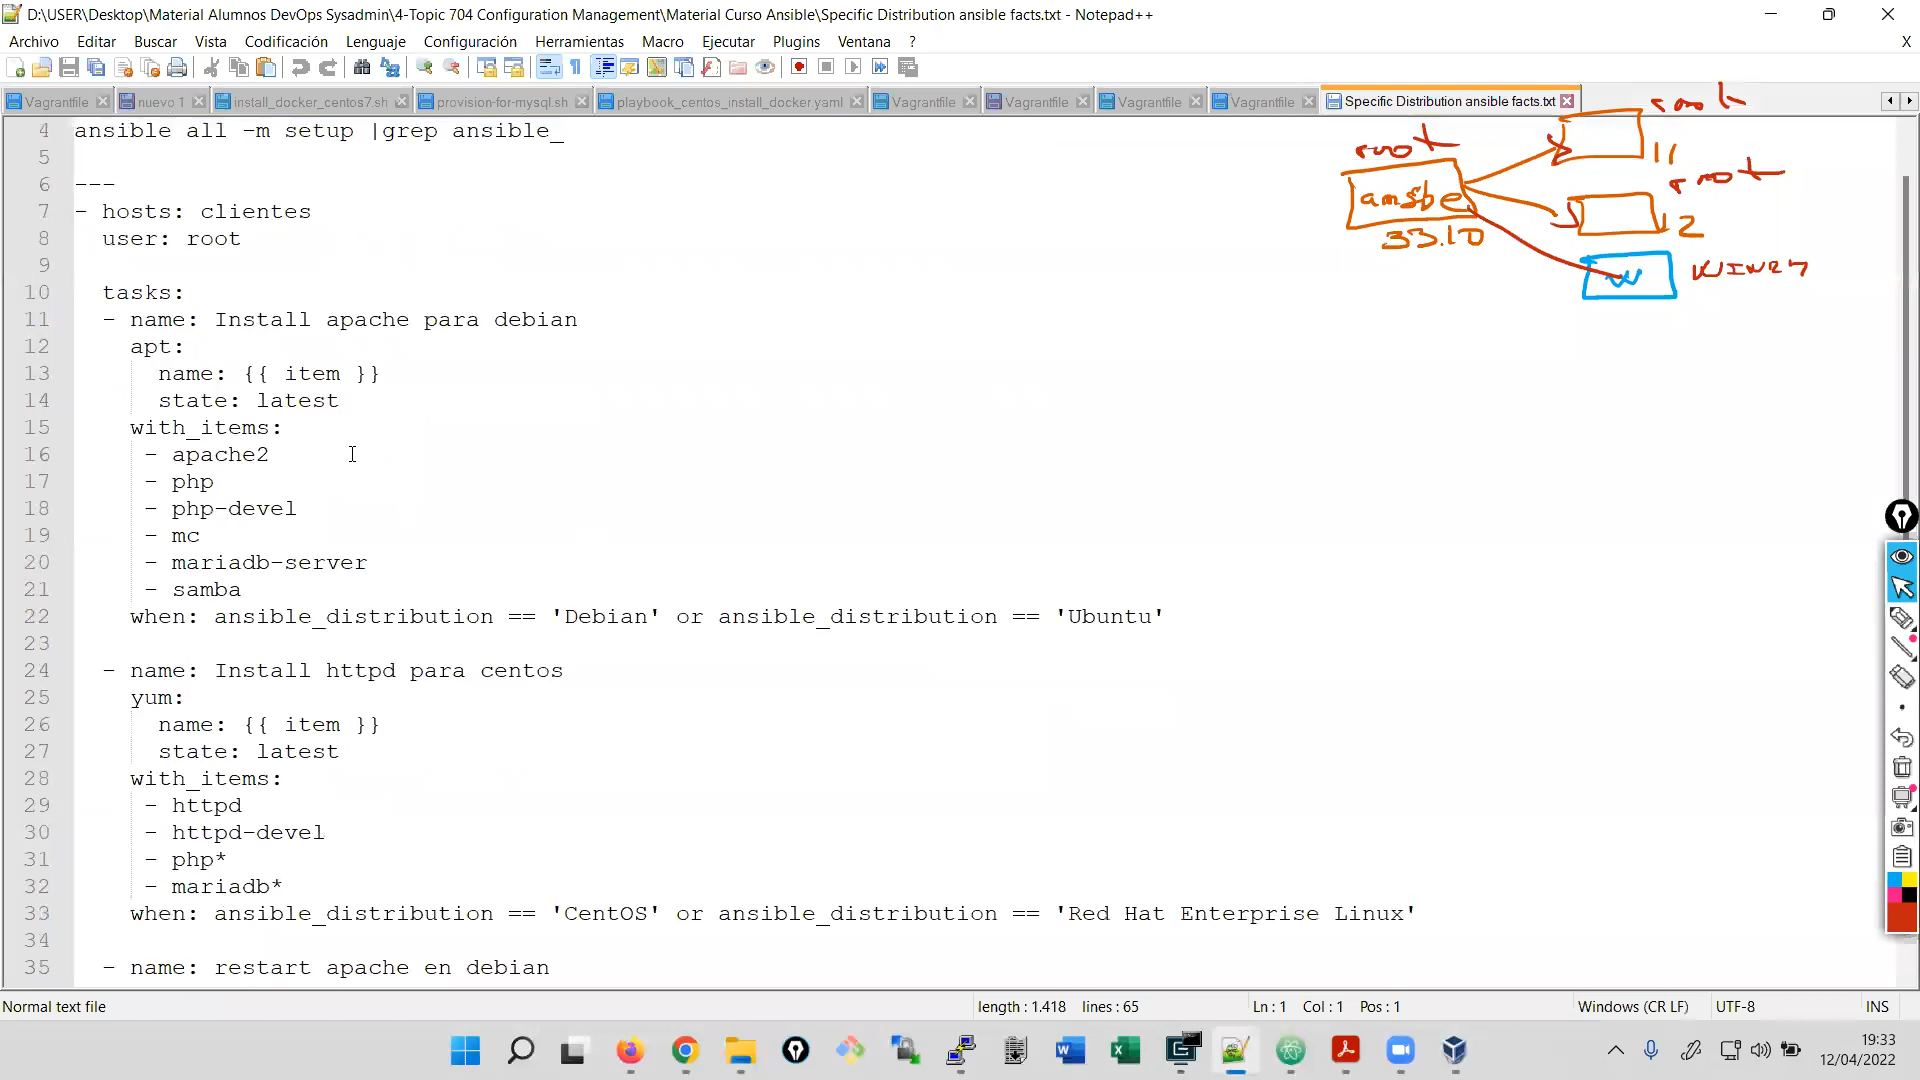 D:\USER\Desktop\Material Alumnos DevOps Sysadmin\4-Topic 704 Configuration Management\Material Curso Ansible\Specific Distribution ansible facts.txt - Notepad++
Archivo Editar Buscar Vista Codificación Lenguaje Configuración Herramientas Macro Ejecutar Plugins Ventana ? X
Vagrantfile nuevo 1 install_docker_centos7.sh provision-for-mysql.sh playbook_centos_install_docker.yaml Vagrantfile Vagrantfile Vagrantfile Vagrantfile Specific Distribution ansible facts.txt
root
root
root
11
33.10
12
W
4 ansible all -m setup |grep ansible_
5
6 ---
7 - hosts: clientes
8 user: root
9
10 tasks:
11 - name: Install apache para debian
12 apt:
13 name: {{ item }}
14 state: latest
15 with_items:
16 - apache2
17 - php
18 - php-devel
19 - mc
20 - mariadb-server
21 - samba
22 when: ansible_distribution == 'Debian' or ansible_distribution == 'Ubuntu'
23
24 - name: Install httpd para centos
25 yum:
26 name: {{ item }}
27 state: latest
28 with_items:
29 - httpd
30 - httpd-devel
31 - php*
32 - mariadb*
33 when: ansible_distribution == 'CentOS' or ansible_distribution == 'Red Hat Enterprise Linux'
34
35 - name: restart apache en debian
Normal text file length : 1.418 lines : 65 Ln : 1 Col : 1 Pos : 1 Windows (CR LF) UTF-8 INS
19:33
12/04/2022